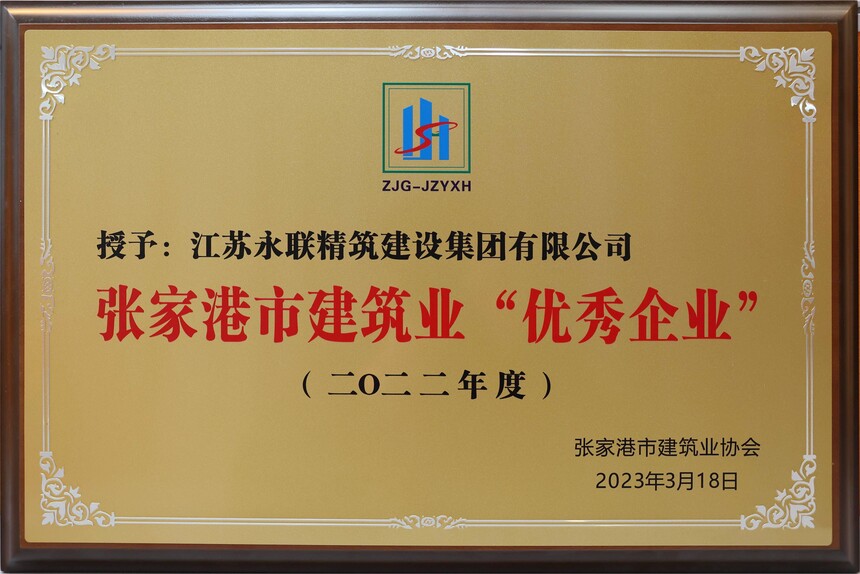 ZJG-JZYXH
授予：江苏永联精筑建设集团有限公司
张家港市建筑业“优秀企业”
（二〇二二年度）
张家港市建筑业协会
2023年3月18日